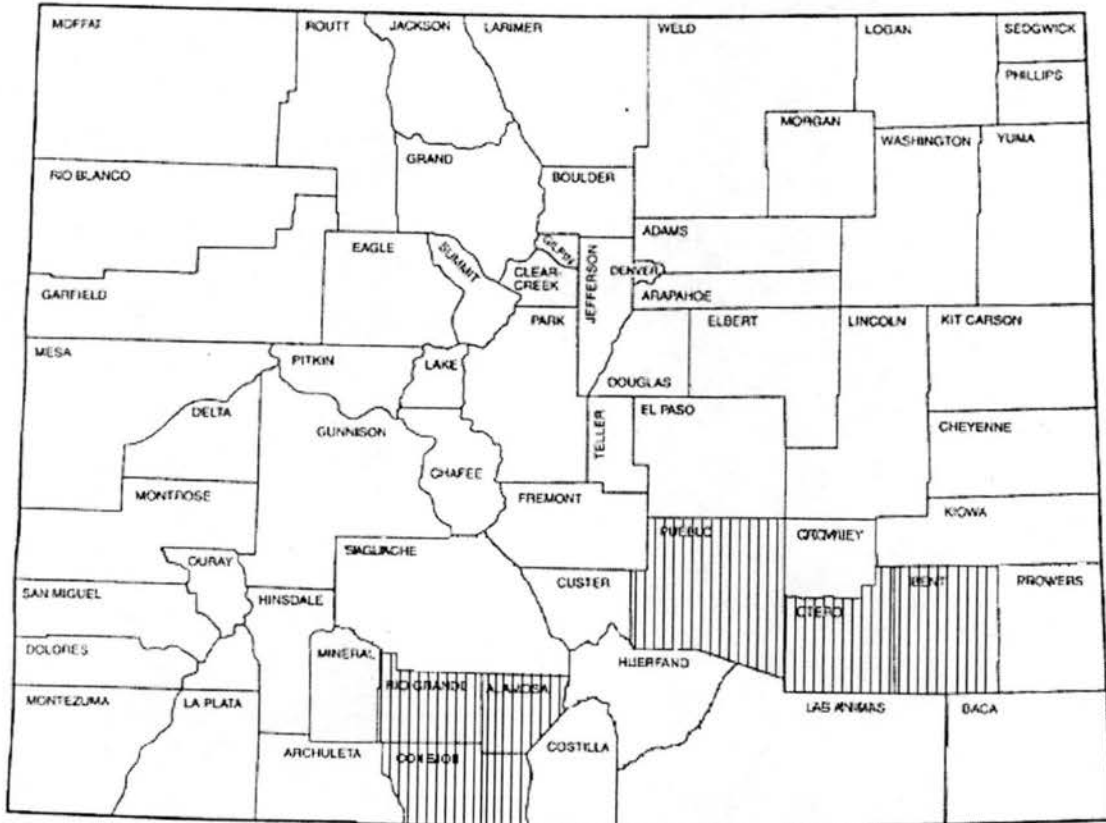 MOFFAT
ROUTT
JACKSON
LARIMER
WELD
LOGAN
SEDGWICK
PHILLIPS
MORGAN
WASHINGTON
YUMA
RIO BLANCO
GRAND
BOULDER
GILPIN
ADAMS
EAGLE
SUMMIT
CLEAR-
CREEK
JEFFERSON
DENVER
GARFIELD
ARAPAHOE
PARK
ELBERT
LINCOLN
KIT CARSON
MESA
PITKIN
LAKE
DOUGLAS
DELTA
GUNNISON
TELLER
EL PASO
CHEYENNE
CHAFEE
MONTROSE
FREMONT
KIOWA
PUEBLO
CROWLEY
OURAY
SAGUACHE
CUSTER
BENT
PROWERS
SAN MIGUEL
HINSDALE
OTERO
DOLORES
MINERAL
HUERFANO
RIO GRANDE
ALAMOSA
MONTEZUMA
LA PLATA
LAS ANIMAS
BACA
ARCHULETA
CONEJOS
COSTILLA